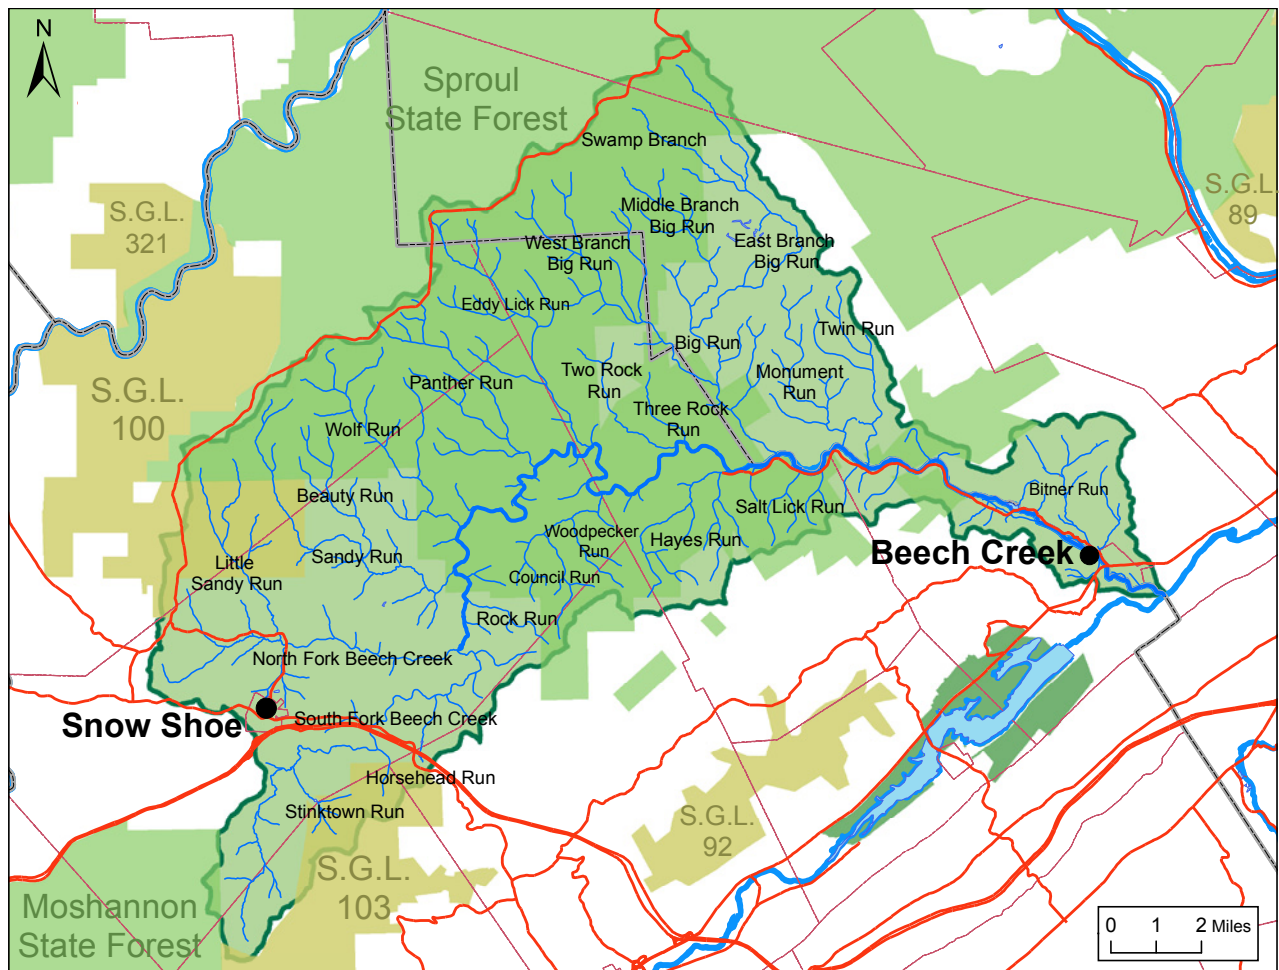 N
Sproul
State Forest
Swamp Branch
S.G.L.
321
S.G.L.
89
Middle Branch
Big Run
West Branch
Big Run
East Branch
Big Run
Eddy Lick Run
Twin Run
Big Run
Two Rock
Run
Monument
Run
Panther Run
S.G.L.
100
Three Rock
Run
Wolf Run
Beauty Run
Bitner Run
Salt Lick Run
Woodpecker
Run
Hayes Run
Sandy Run
Beech Creek
Little
Sandy Run
Council Run
Rock Run
North Fork Beech Creek
Snow Shoe
South Fork Beech Creek
Horsehead Run
Stinktown Run
S.G.L.
92
S.G.L.
103
Moshannon
State Forest
0 1 2 Miles